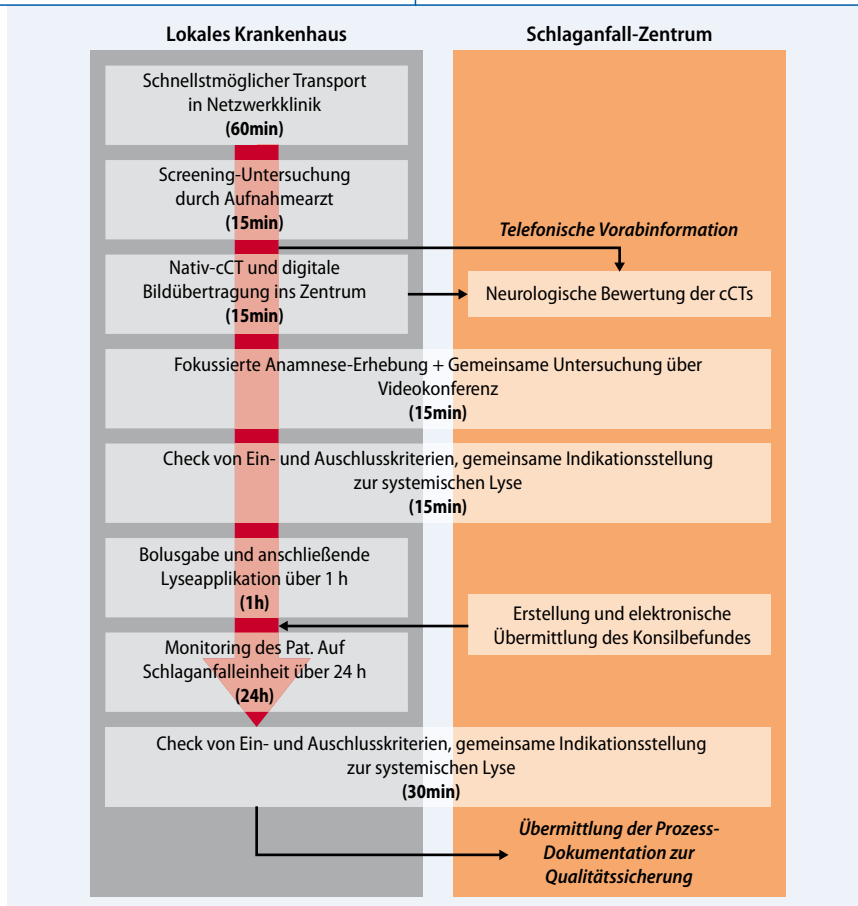 Lokales Krankenhaus
Schlaganfall-Zentrum
Schnellstmöglicher Transport
in Netzwerkklinik
(60min)
Screening-Untersuchung
durch Aufnahmearzt
(15min)
Telefonische Vorabinformation
Nativ-cCT und digitale
Bildübertragung ins Zentrum
(15min)
Neurologische Bewertung der cCTs
Fokussierte Anamnese-Erhebung + Gemeinsame Untersuchung über
Videokonferenz
(15min)
Check von Ein- und Auschlusskriterien, gemeinsame Indikationsstellung
zur systemischen Lyse
(15min)
Bolusgabe und anschließende
Lyseapplikation über 1 h
(1h)
Erstellung und elektronische
Übermittlung des Konsilbefundes
Monitoring des Pat. Auf
Schlaganfalleinheit über 24 h
(24h)
Check von Ein- und Auschlusskriterien, gemeinsame Indikationsstellung
zur systemischen Lyse
(30min)
Übermittlung der Prozess-
Dokumentation zur
Qualitätssicherung